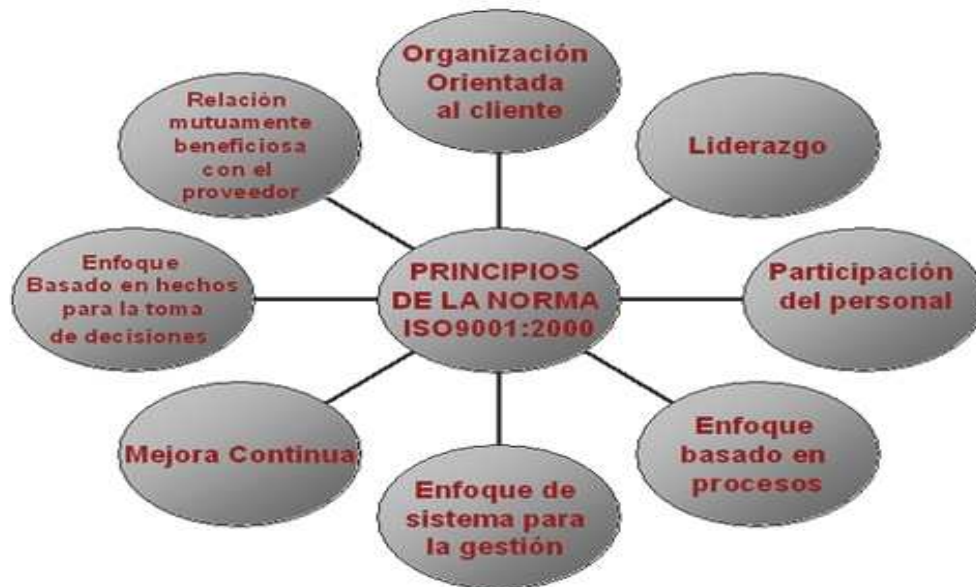 Organización
Orientada
al cliente
Liderazgo
Participación
del personal
Enfoque
basado en
procesos
Enfoque de
sistema para
la gestión
Mejora Continua
Enfoque
Basado en hechos
para la toma
de decisiones
Relación
mutuamente
beneficiosa
con el
proveedor
PRINCIPIOS
DE LA NORMA
ISO9001:2000